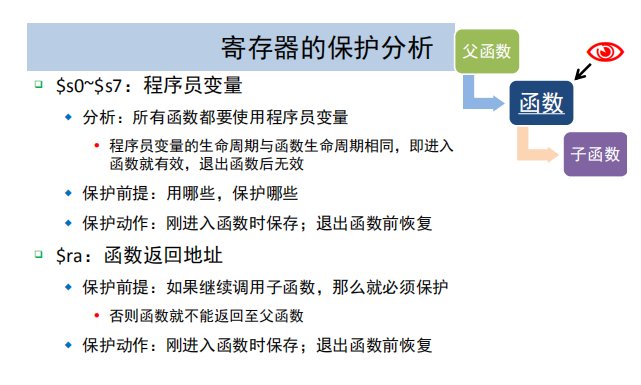 寄存器的保护分析
父函数
函数
子函数
$s0~$s7：程序员变量
分析：所有函数都要使用程序员变量
程序员变量的生命周期与函数生命周期相同，即进入
函数就有效，退出函数后无效
保护前提：用哪些，保护哪些
保护动作：刚进入函数时保存；退出函数前恢复
$ra：函数返回地址
保护前提：如果继续调用子函数，那么就必须保护
否则函数就不能返回至父函数
保护动作：刚进入函数时保存；退出函数前恢复